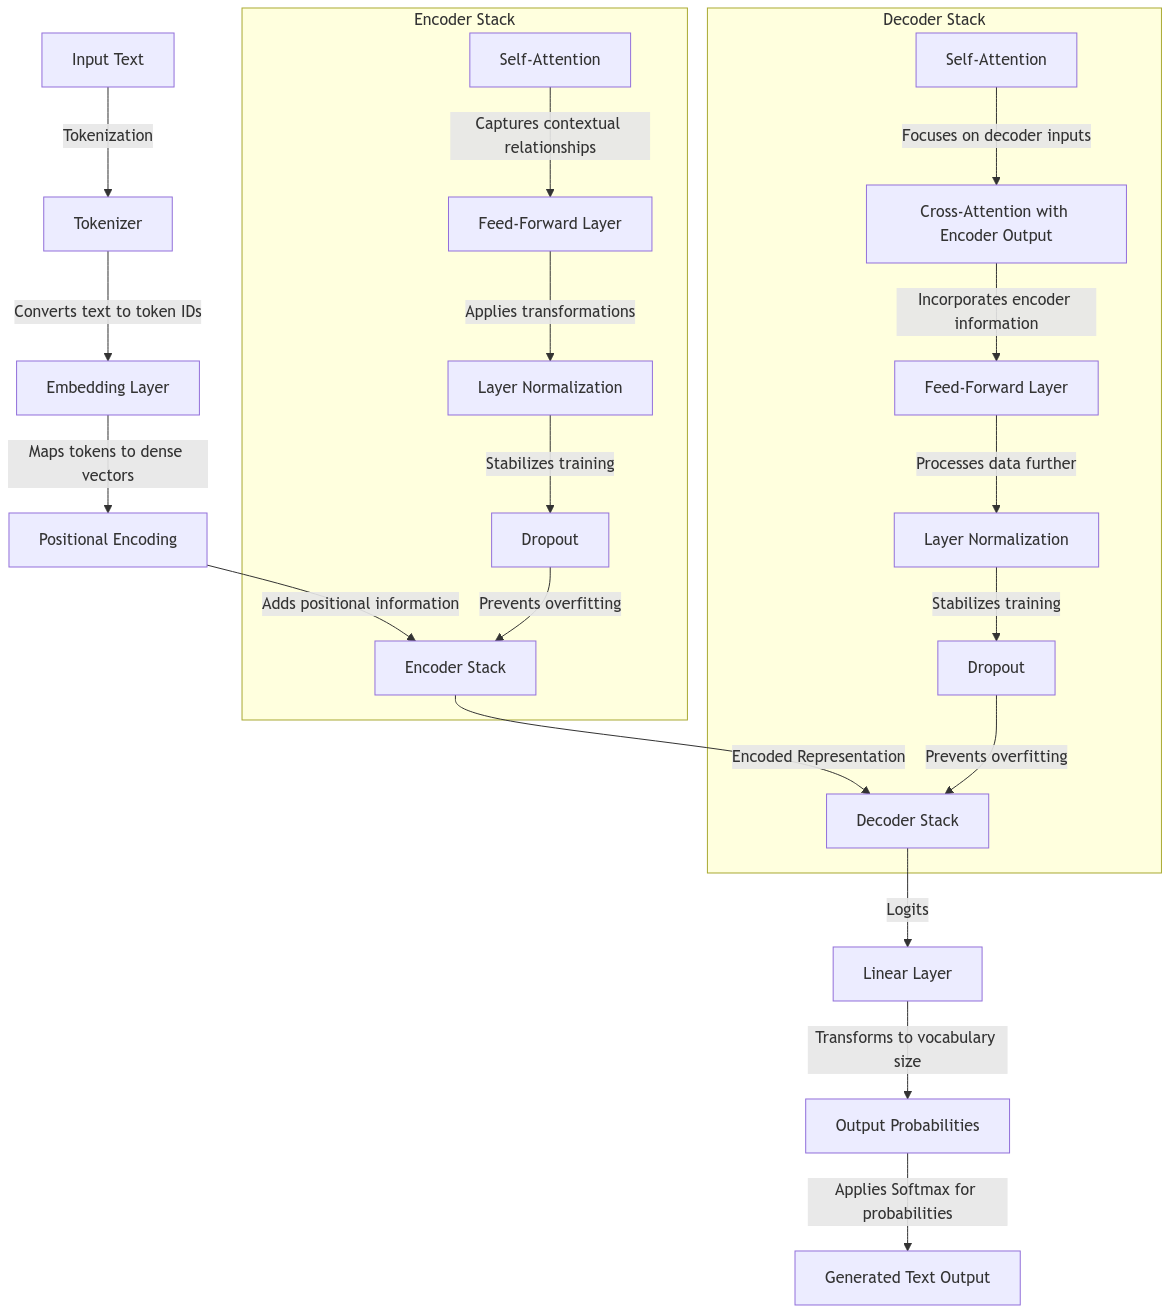 Input Text
Tokenization
Tokenizer
Converts text to token IDs
Embedding Layer
Maps tokens to dense
vectors
Positional Encoding
Adds positional information
Encoder Stack
Self-Attention
Captures contextual
relationships
Feed-Forward Layer
Applies transformations
Layer Normalization
Stabilizes training
Dropout
Prevents overfitting
Encoder Stack
Encoded Representation
Decoder Stack
Self-Attention
Focuses on decoder inputs
Cross-Attention with
Encoder Output
Incorporates encoder
information
Feed-Forward Layer
Processes data further
Layer Normalization
Stabilizes training
Dropout
Prevents overfitting
Decoder Stack
Logits
Linear Layer
Transforms to vocabulary
size
Output Probabilities
Applies Softmax for
probabilities
Generated Text Output